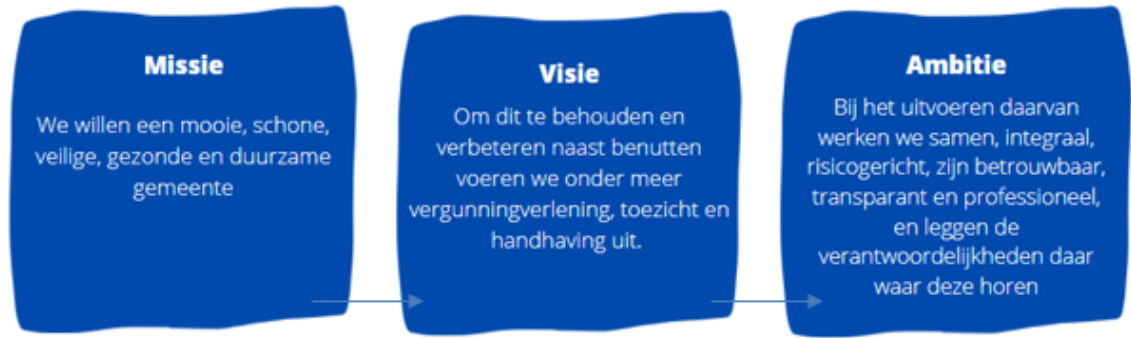 Missie
We willen een mooie, schone,
veilige, gezonde en duurzame
gemeente
Visie
Om dit te behouden en
verbeteren naast benutten
voeren we onder meer
vergunningverlening, toezicht en
handhaving uit.
Ambitie
Bij het uitvoeren daarvan
werken we samen, integraal,
risicogericht, zijn betrouwbaar,
transparant en professioneel,
en leggen de
verantwoordelijkheden daar
waar deze horen